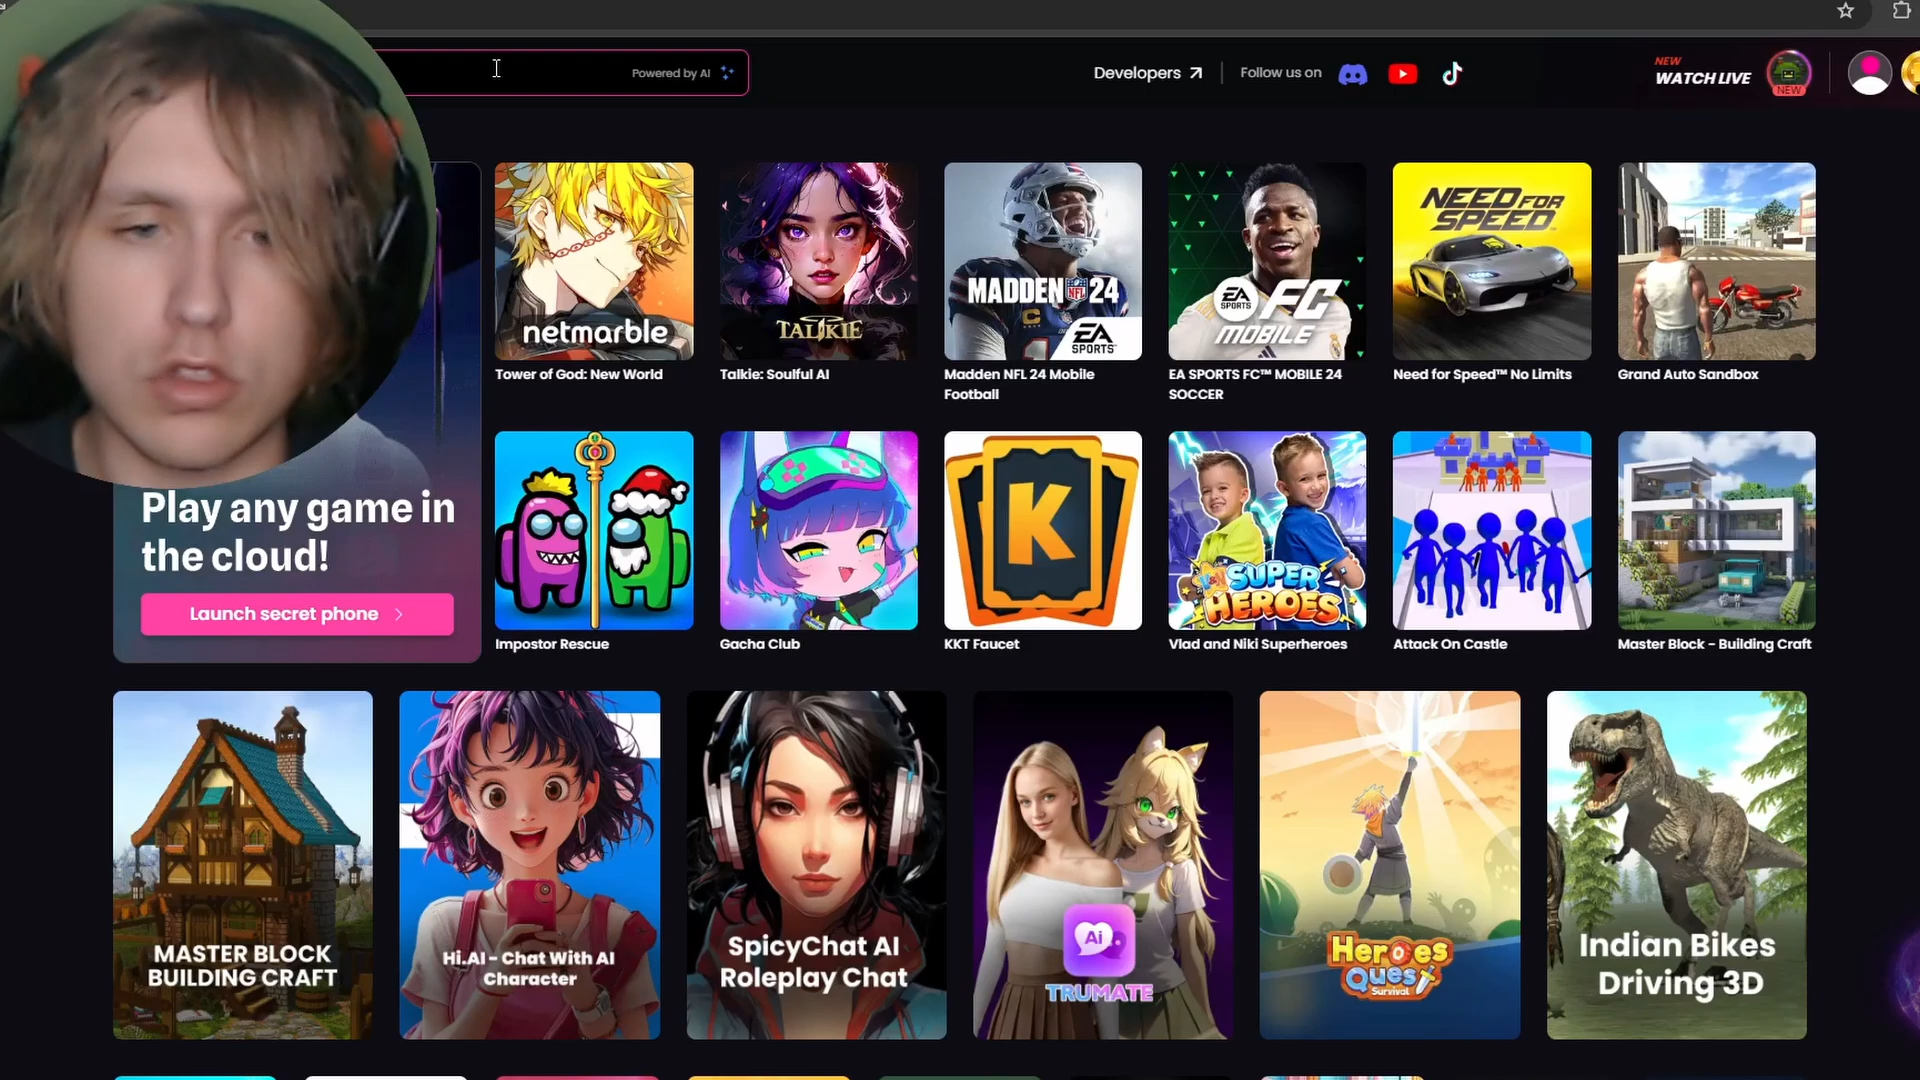 Powered by AI
Developers
Follow us on
NEW
WATCH LIVE
NEW
netmarble
TALKIE
MADDEN NFL 24
EA
SPORTS
EA
SPORTS
FC
MOBILE
NEED FOR
SPEED
Tower of God: New World
Talkie: Soulful AI
Madden NFL 24 Mobile
Football
EA SPORTS FC™ MOBILE 24
SOCCER
Need for Speed™ No Limits
Grand Auto Sandbox
Play any game in
the cloud!
Launch secret phone
K
V&N
SUPER
HEROES
Impostor Rescue
Gacha Club
KKT Faucet
Vlad and Niki Superheroes
Attack On Castle
Master Block - Building Craft
MASTER BLOCK
BUILDING CRAFT
Hi.AI - Chat With AI
Character
SpicyChat AI
Roleplay Chat
Ai
TRUMATE
Heroes
Quest
Survival
Indian Bikes
Driving 3D